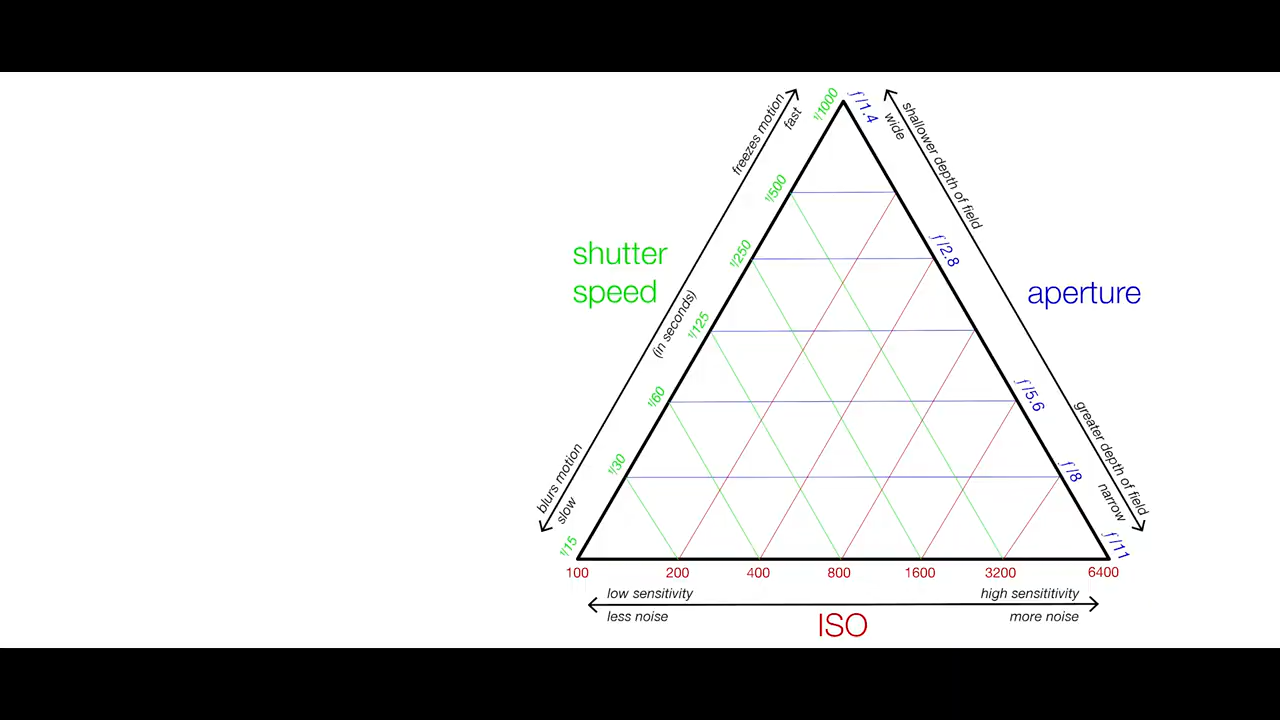 shutter
speed
freezes motion
fast
(in seconds)
blurs motion
slow
1/1000
1/500
1/250
1/125
1/60
1/30
1/15
ƒ/1.4
ƒ/2.8
ƒ/5.6
ƒ/8
ƒ/11
wide
shallower depth of field
aperture
greater depth of field
narrow
100 200 400 800 1600 3200 6400
low sensitivity
high sensititivity
less noise
more noise
ISO